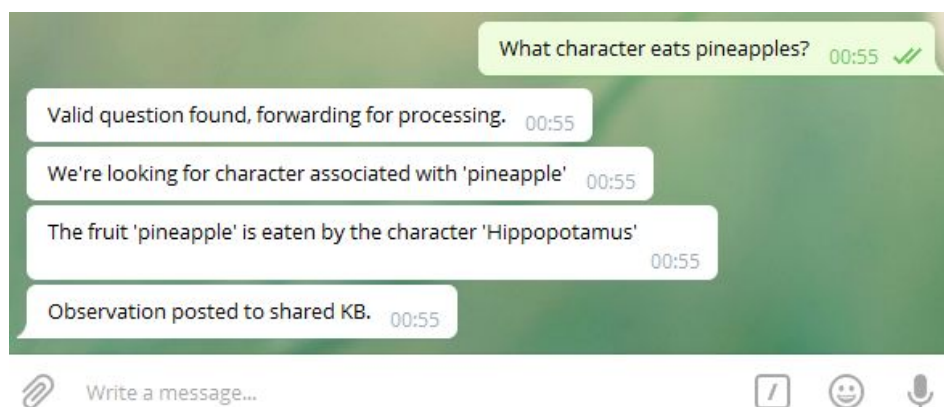 What character eats pineapples? 00:55
Valid question found, forwarding for processing. 00:55
We're looking for character associated with 'pineapple' 00:55
The fruit 'pineapple' is eaten by the character 'Hippopotamus'
00:55
Observation posted to shared KB. 00:55
Write a message...